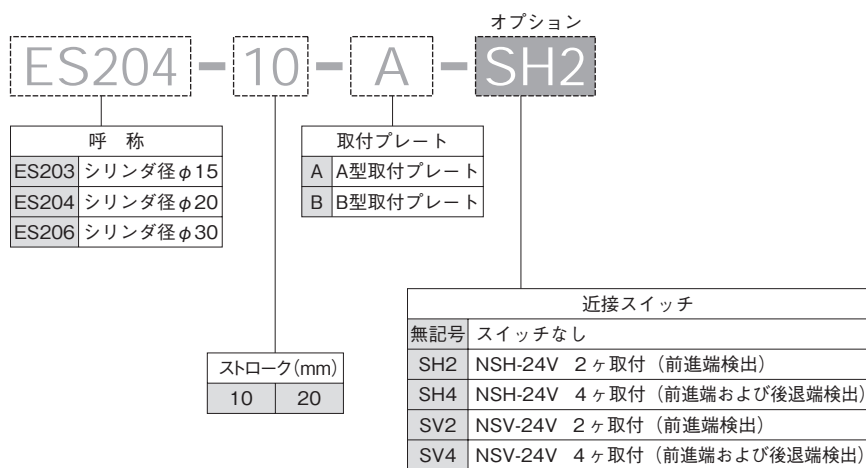 オプション
ES204-10-A-SH2
呼 称
ES203 シリンダ径φ15
ES204 シリンダ径φ20
ES206 シリンダ径φ30
取付プレート
A A型取付プレート
B B型取付プレート
ストローク(mm)
10 20
近接スイッチ
無記号 スイッチなし
SH2 NSH-24V 2ヶ取付（前進端検出）
SH4 NSH-24V 4ヶ取付（前進端および後退端検出）
SV2 NSV-24V 2ヶ取付（前進端検出）
SV4 NSV-24V 4ヶ取付（前進端および後退端検出）